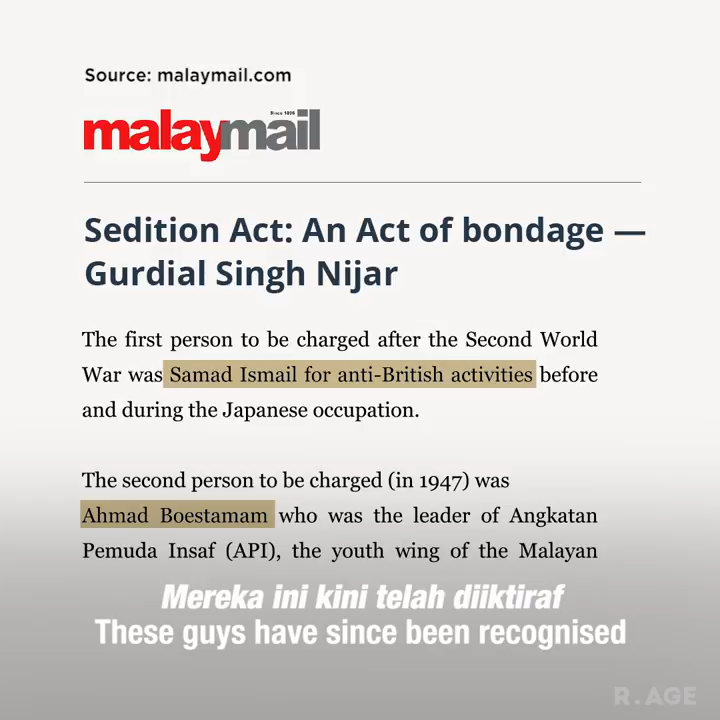 Source: malaymail.com
Since 1896
malaymail
Sedition Act: An Act of bondage —
Gurdial Singh Nijar
The first person to be charged after the Second World
War was Samad Ismail for anti-British activities before
and during the Japanese occupation.
The second person to be charged (in 1947) was
Ahmad Boestamam who was the leader of Angkatan
Pemuda Insaf (API), the youth wing of the Malayan
Mereka ini kini telah diiktiraf
These guys have since been recognised
R.AGE